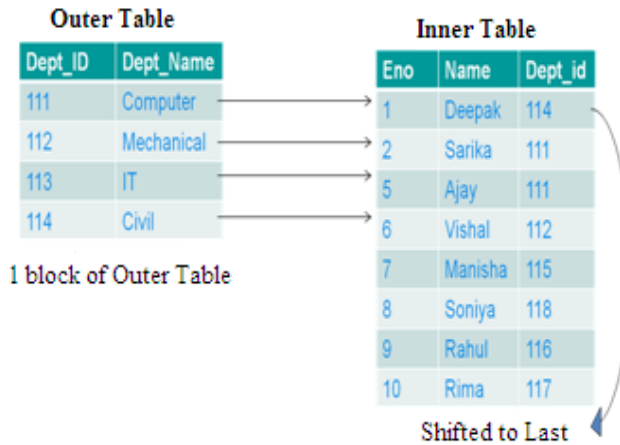 Outer Table
Dept_ID Dept_Name
111 Computer
112 Mechanical
113 IT
114 Civil
1 block of Outer Table
Inner Table
Eno Name Dept_id
1 Deepak 114
2 Sarika 111
5 Ajay 111
6 Vishal 112
7 Manisha 115
8 Soniya 118
9 Rahul 116
10 Rima 117
Shifted to Last